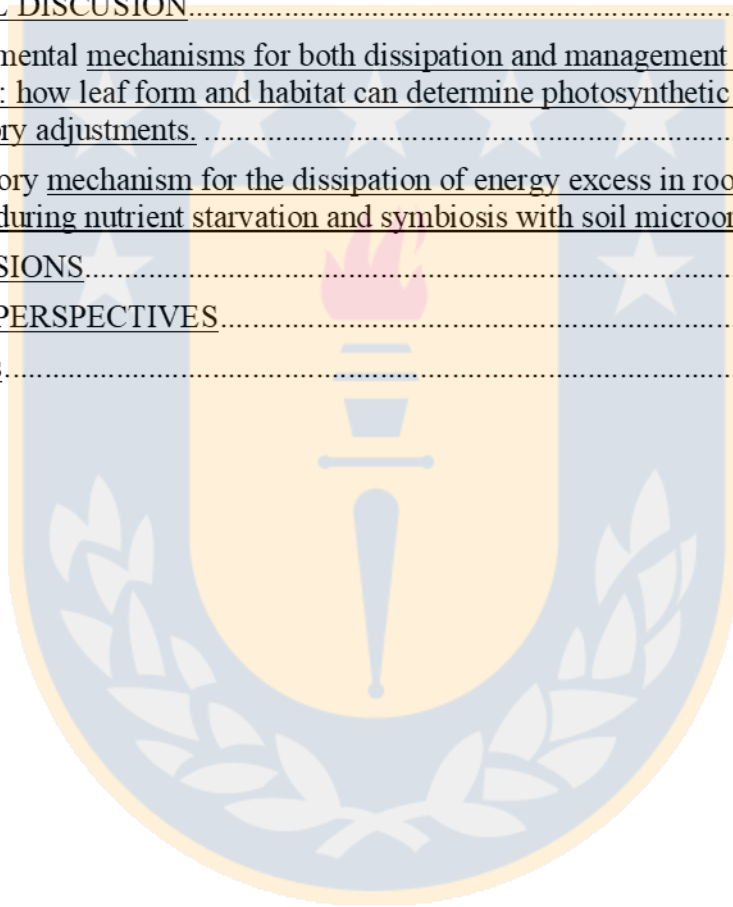 L DISCUSION
mental mechanisms for both dissipation and management
: how leaf form and habitat can determine photosynthetic
ory adjustments.
ory mechanism for the dissipation of energy excess in roo
during nutrient starvation and symbiosis with soil microor
SIONS
PERSPECTIVES
s